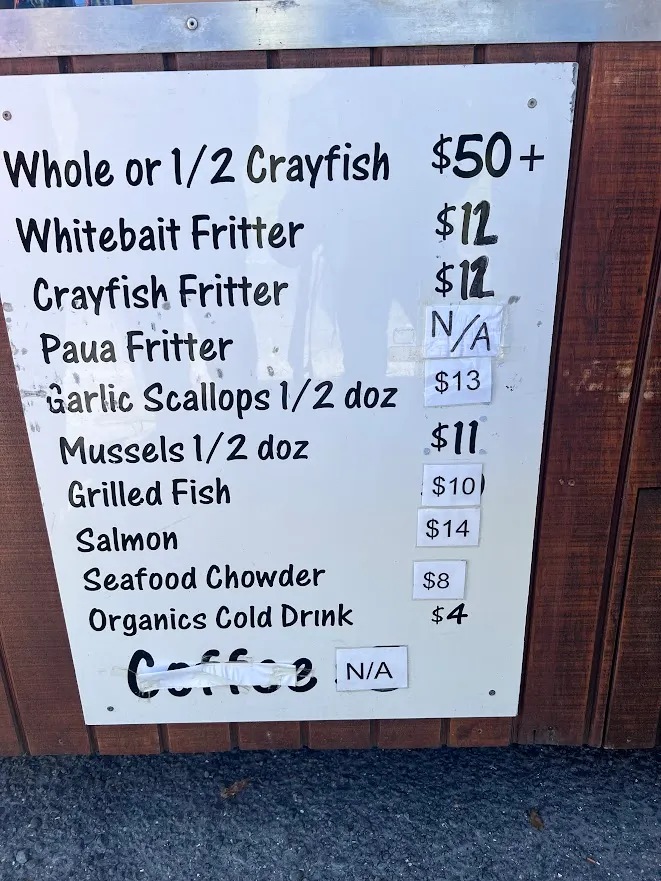 Whole or 1/2 Crayfish $50+
Whitebait Fritter $12
Crayfish Fritter $12
Paua Fritter N/A
Garlic Scallops 1/2 doz $13
Mussels 1/2 doz $11
Grilled Fish $10
Salmon $14
Seafood Chowder $8
Organics Cold Drink $4
Coffee N/A